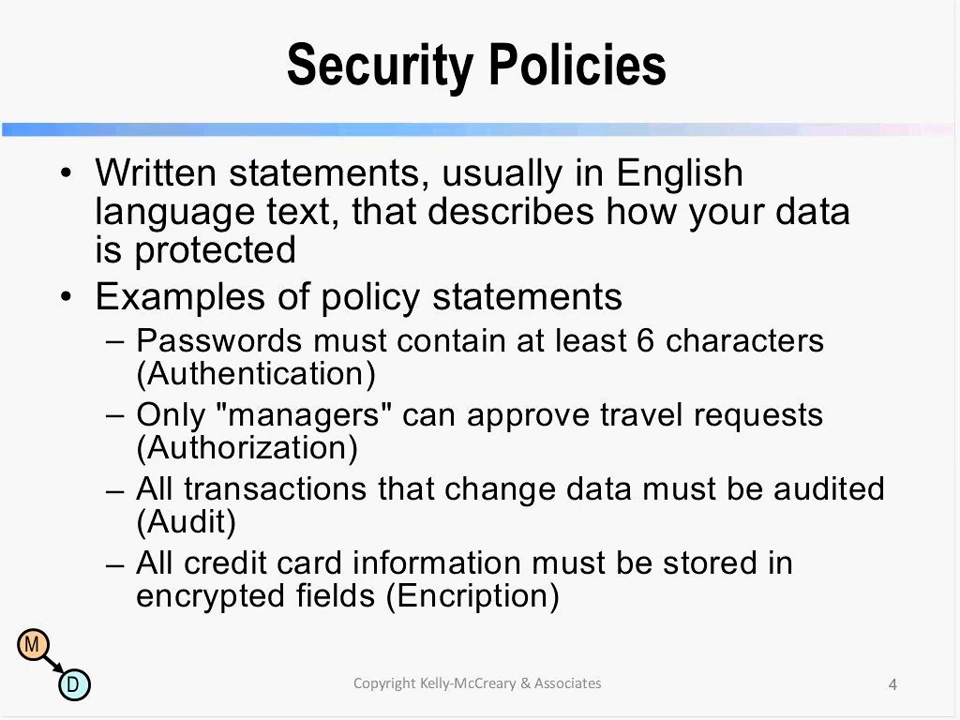 Security Policies
• Written statements, usually in English
language text, that describes how your data
is protected
• Examples of policy statements
– Passwords must contain at least 6 characters
(Authentication)
– Only "managers" can approve travel requests
(Authorization)
– All transactions that change data must be audited
(Audit)
– All credit card information must be stored in
encrypted fields (Encription)
M
D
Copyright Kelly-McCreary & Associates
4